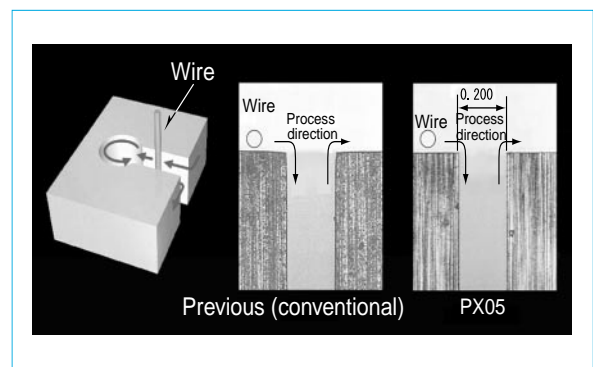 Wire
Wire
Process
direction
Previous (conventional)
0.200
Wire
Process
direction
PX05